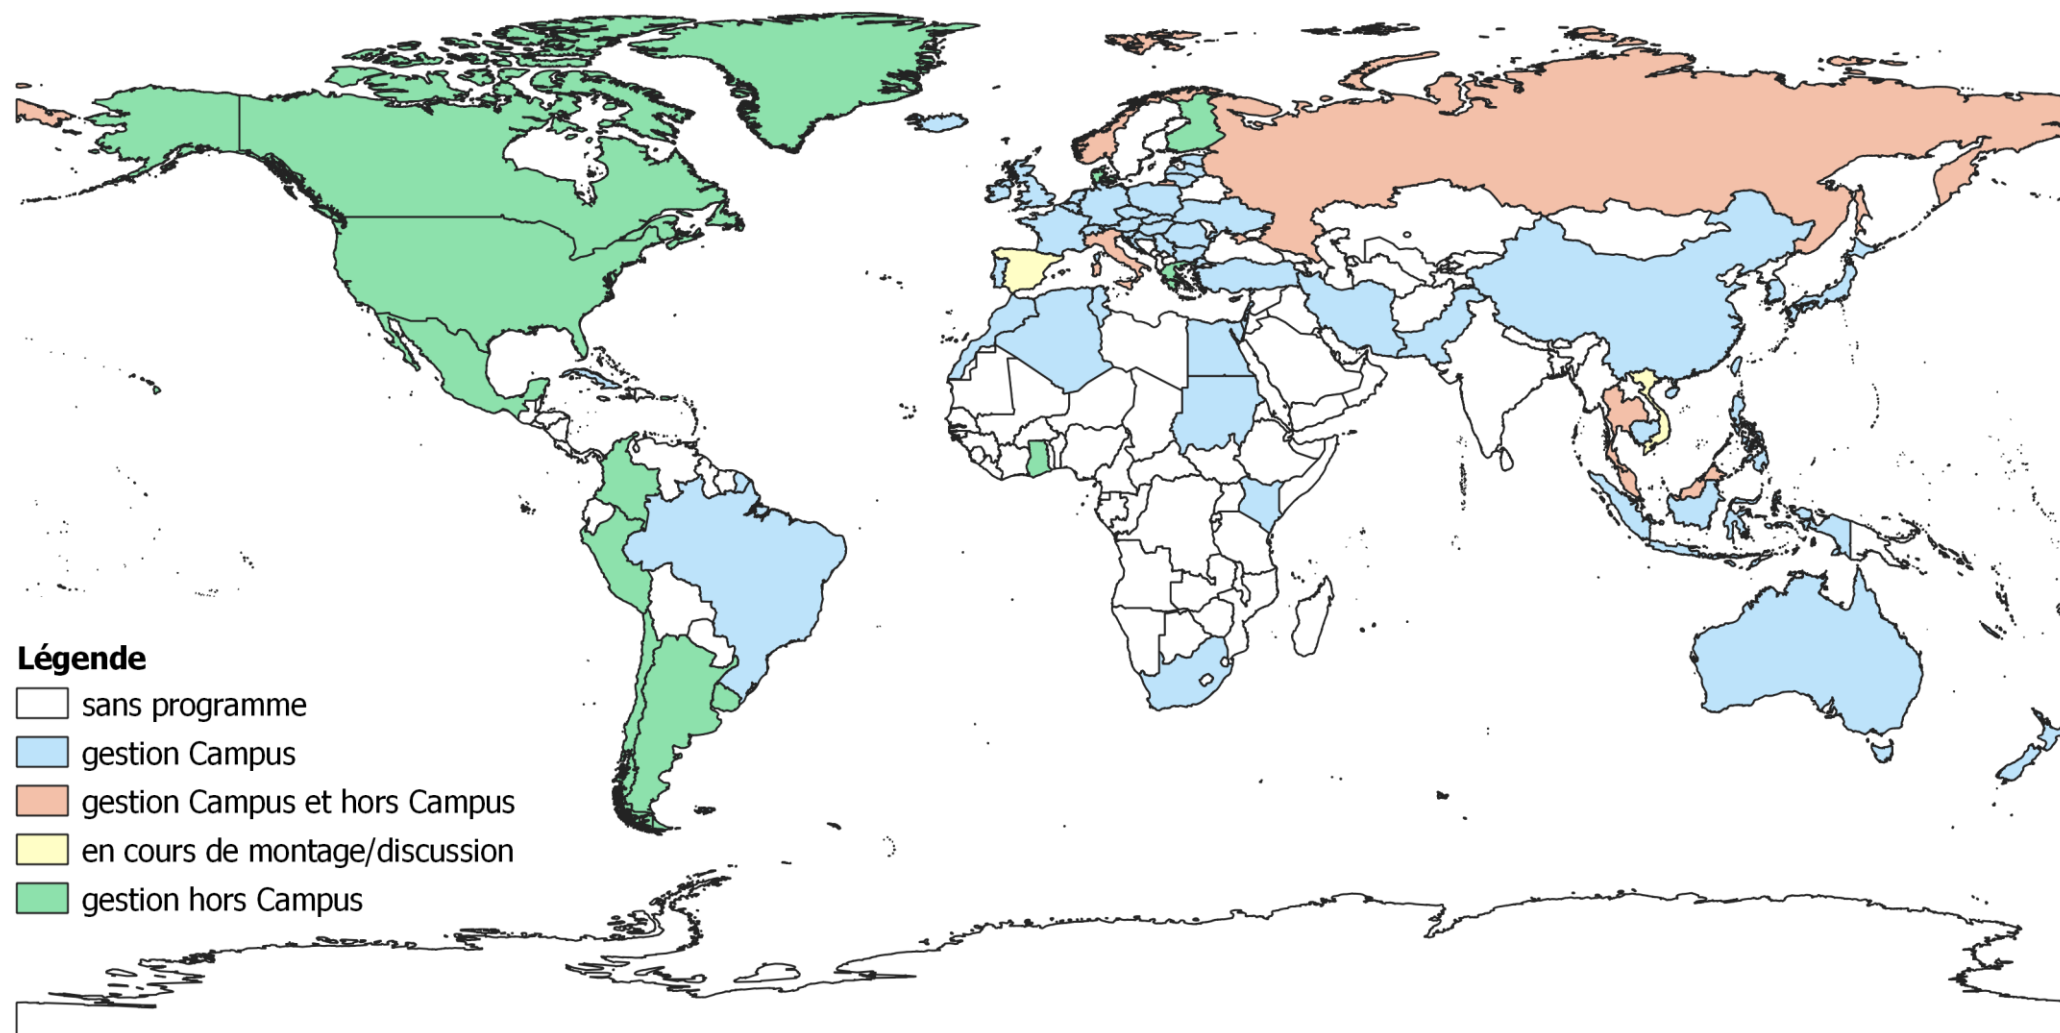 Légende
sans programme
gestion Campus
gestion Campus et hors Campus
en cours de montage/discussion
gestion hors Campus